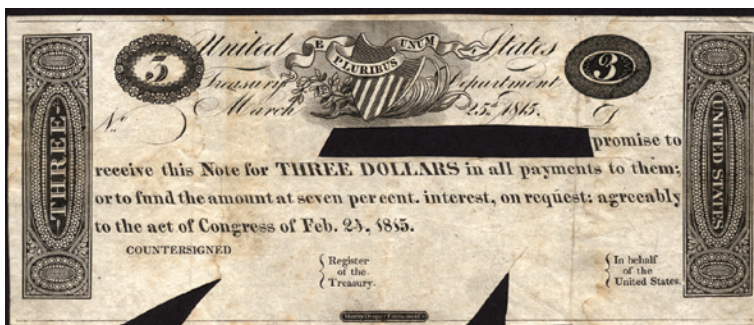 United E PLURIBUS UNUM States
3 3
Treasury Department
March 25th 1815.
No D
promise to
receive this Note for THREE DOLLARS in all payments to them;
or to fund the amount at seven per cent. interest, on request: agreeably
to the act of Congress of Feb. 24, 1815.
COUNTERSIGNED
Register
of the
Treasury.
In behalf
of the
United States.
THREE
UNITED STATES